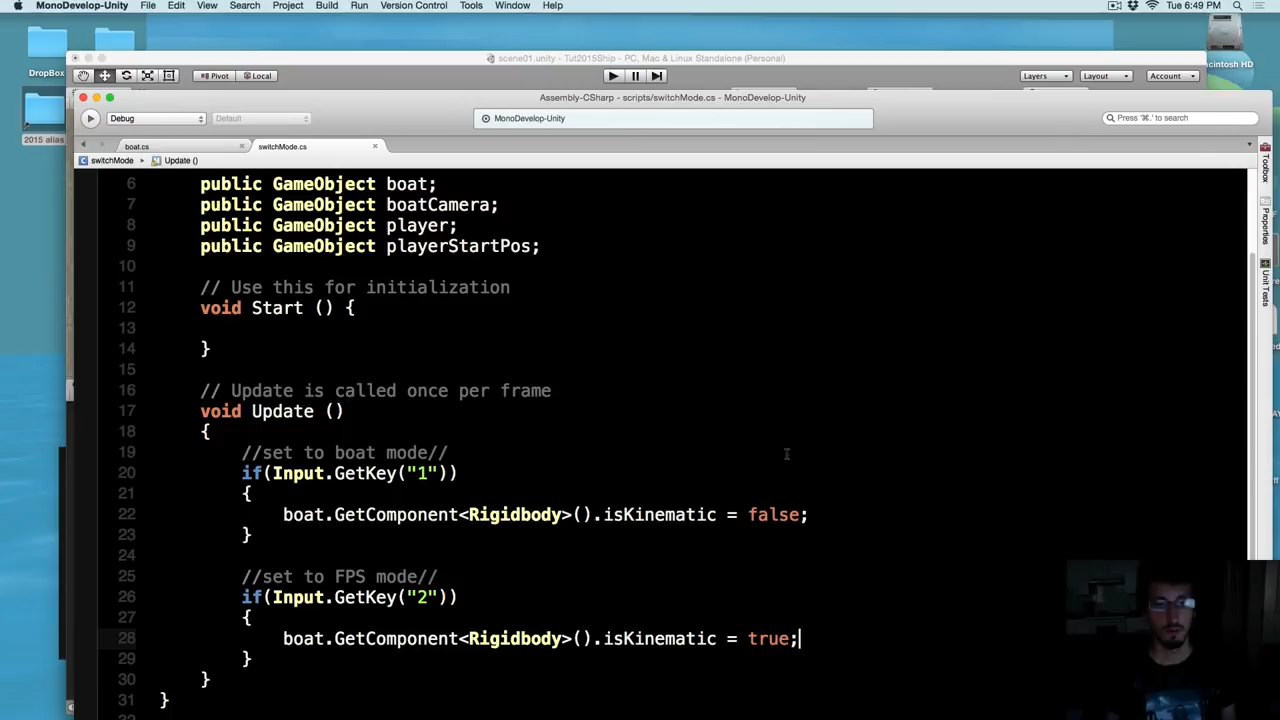 MonoDevelop-Unity File Edit View Search Project Build Run Version Control Tools Window Help Tue 6:49 PM
DropBox
scene01.unity - Tut2015Ship - PC, Mac & Linux Standalone (Personal)
Pivot Local Layers Layout Account
Assembly-CSharp - scripts/switchMode.cs - MonoDevelop-Unity
Debug Default MonoDevelop-Unity Press '⌘.' to search
2015 alias
boat.cs switchMode.cs
switchMode Update ()
6 public GameObject boat;
7 public GameObject boatCamera;
8 public GameObject player;
9 public GameObject playerStartPos;
10
11 // Use this for initialization
12 void Start () {
13
14 }
15
16 // Update is called once per frame
17 void Update ()
18 {
19 //set to boat mode//
20 if(Input.GetKey("1"))
21 {
22 boat.GetComponent<Rigidbody>().isKinematic = false;
23 }
24
25 //set to FPS mode//
26 if(Input.GetKey("2"))
27 {
28 boat.GetComponent<Rigidbody>().isKinematic = true;
29 }
30 }
31 }
Toolbox
Properties
Unit Tests